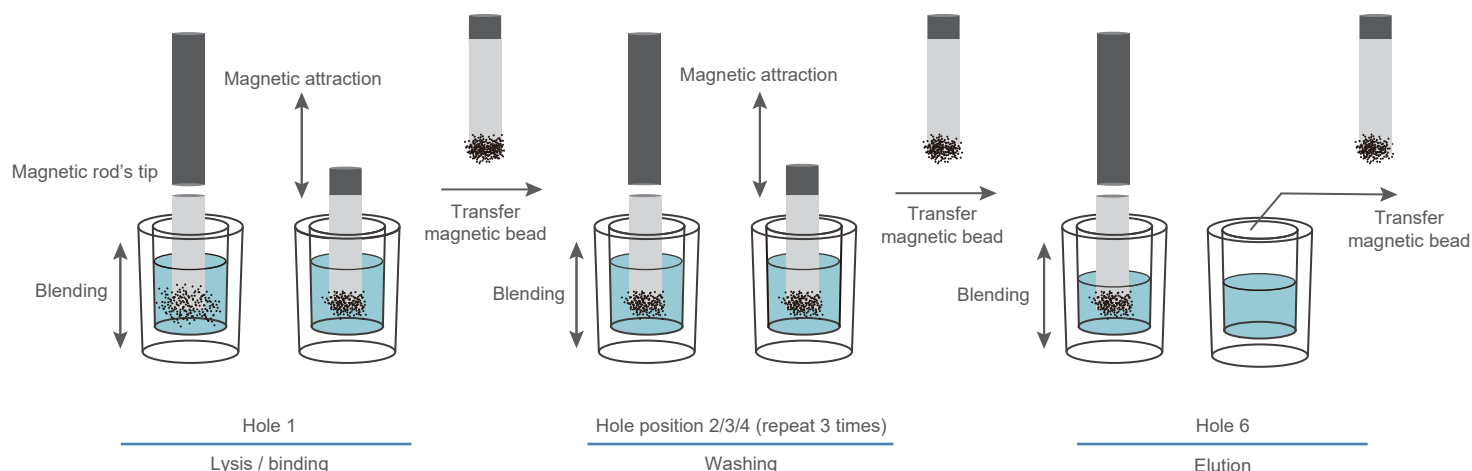 Magnetic attraction
Magnetic rod's tip
Blending
Transfer
magnetic bead
Hole 1
Lysis / binding
Magnetic attraction
Blending
Transfer
magnetic bead
Hole position 2/3/4 (repeat 3 times)
Washing
Blending
Transfer
magnetic bead
Hole 6
Elution